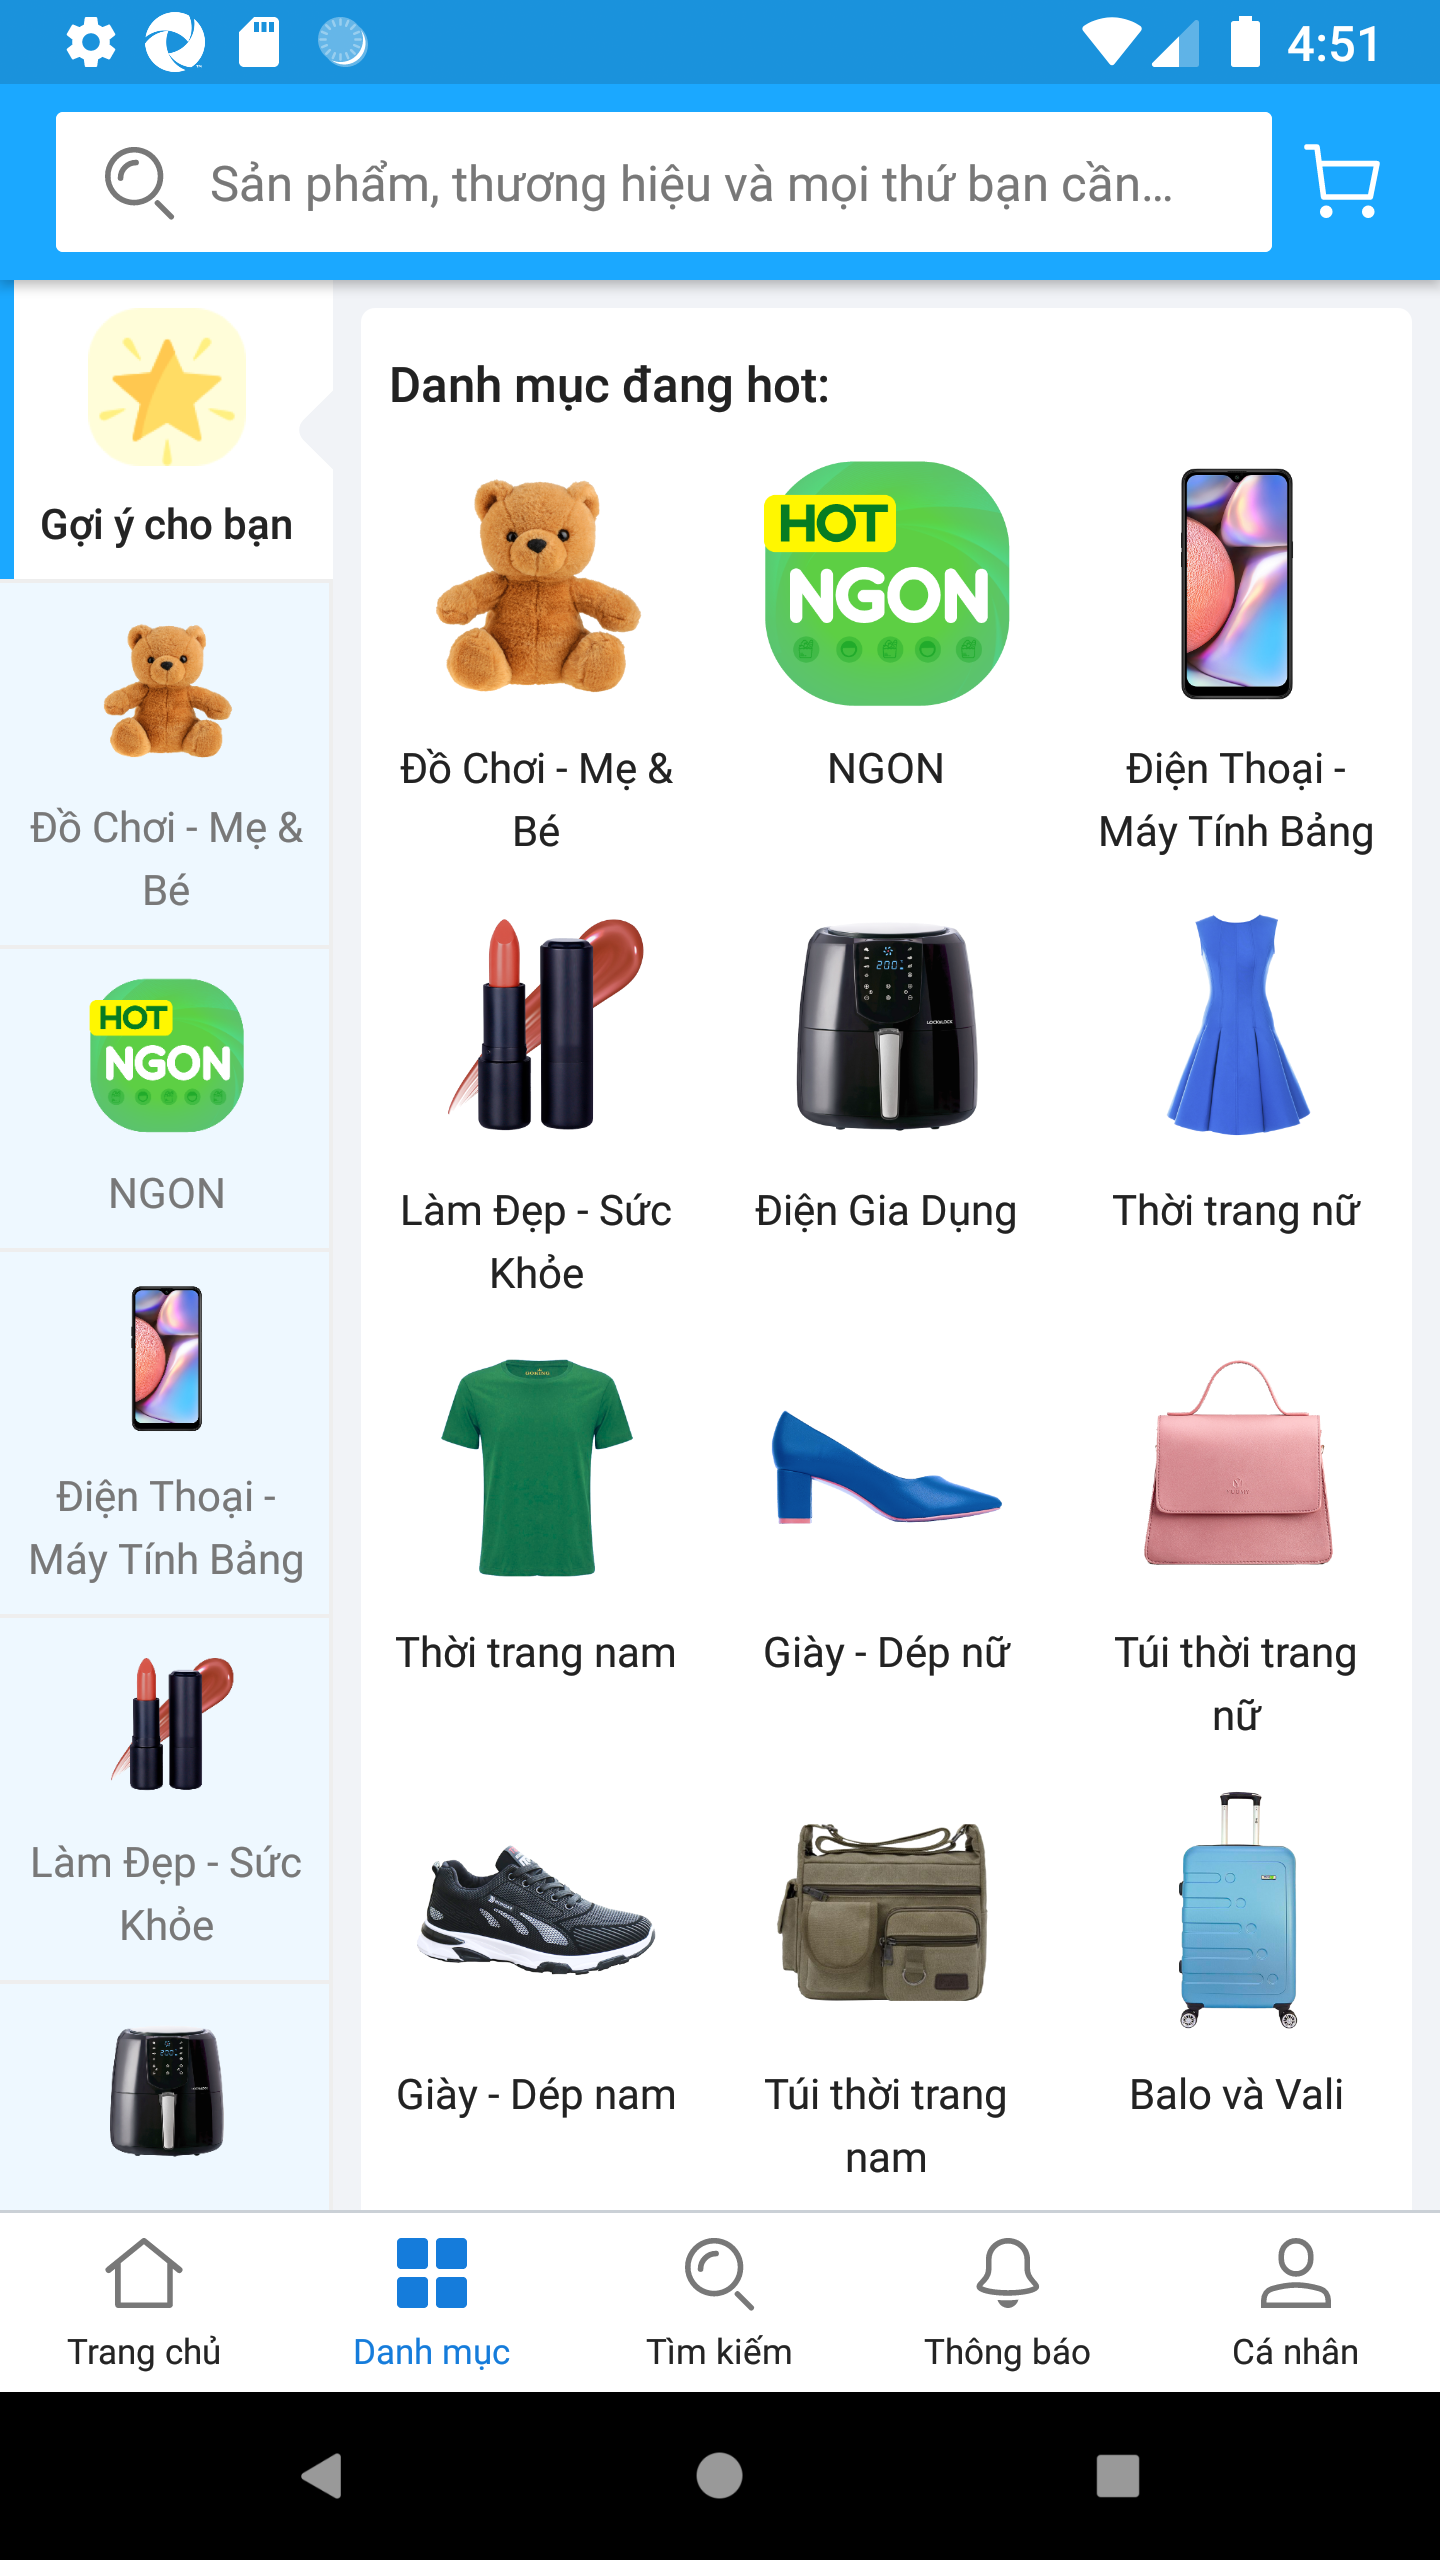 4:51
Sản phẩm, thương hiệu và mọi thứ bạn cần...
Gợi ý cho bạn
Đồ Chơi - Mẹ &
Bé
HOT
NGON
NGON
Điện Thoại -
Máy Tính Bảng
Làm Đẹp - Sức
Khỏe
Danh mục đang hot:
Đồ Chơi - Mẹ &
Bé
HOT
NGON
NGON
Điện Thoại -
Máy Tính Bảng
Làm Đẹp - Sức
Khỏe
200
LOCK&LOCK
Điện Gia Dụng
Thời trang nữ
Thời trang nam
Giày - Dép nữ
Túi thời trang
nữ
Giày - Dép nam
Túi thời trang
nam
Balo và Vali
Trang chủ
Danh mục
Tìm kiếm
Thông báo
Cá nhân